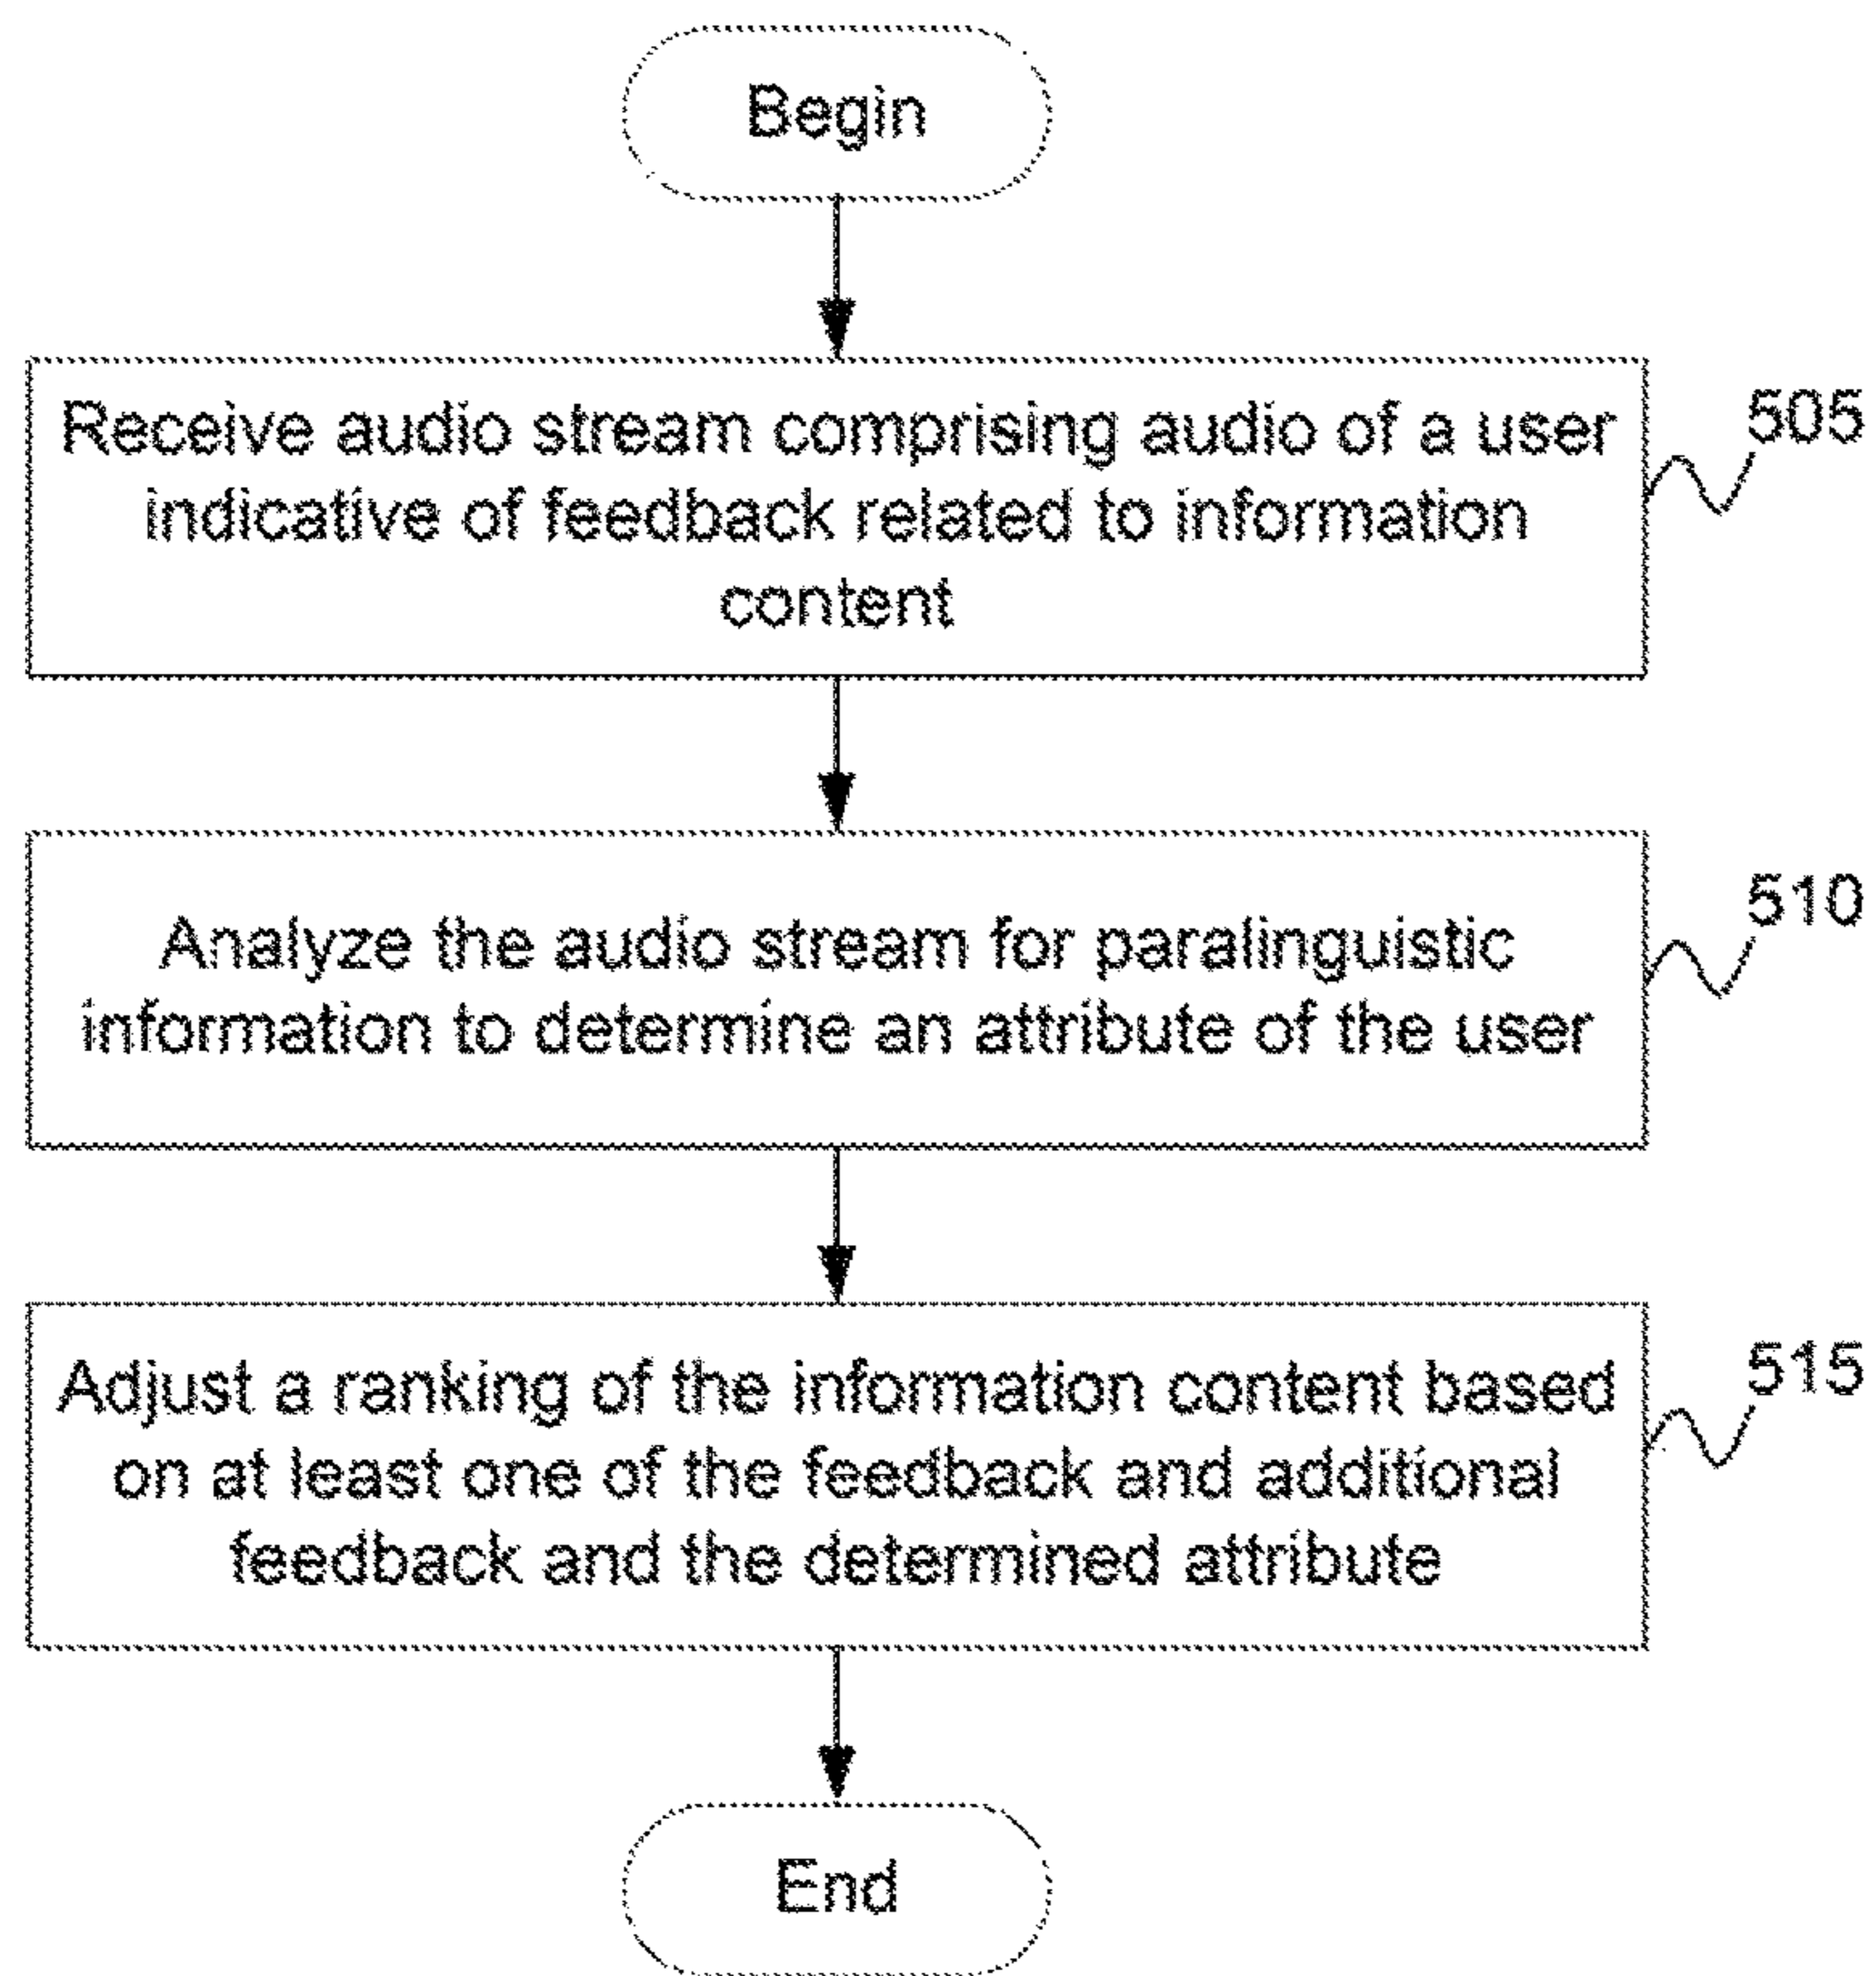 Begin
Receive audio stream comprising audio of a user
indicative of feedback related to information
content
505
Analyze the audio stream for paralinguistic
information to determine an attribute of the user
510
Adjust a ranking of the information content based
on at least one of the feedback and additional
feedback and the determined attribute
515
End